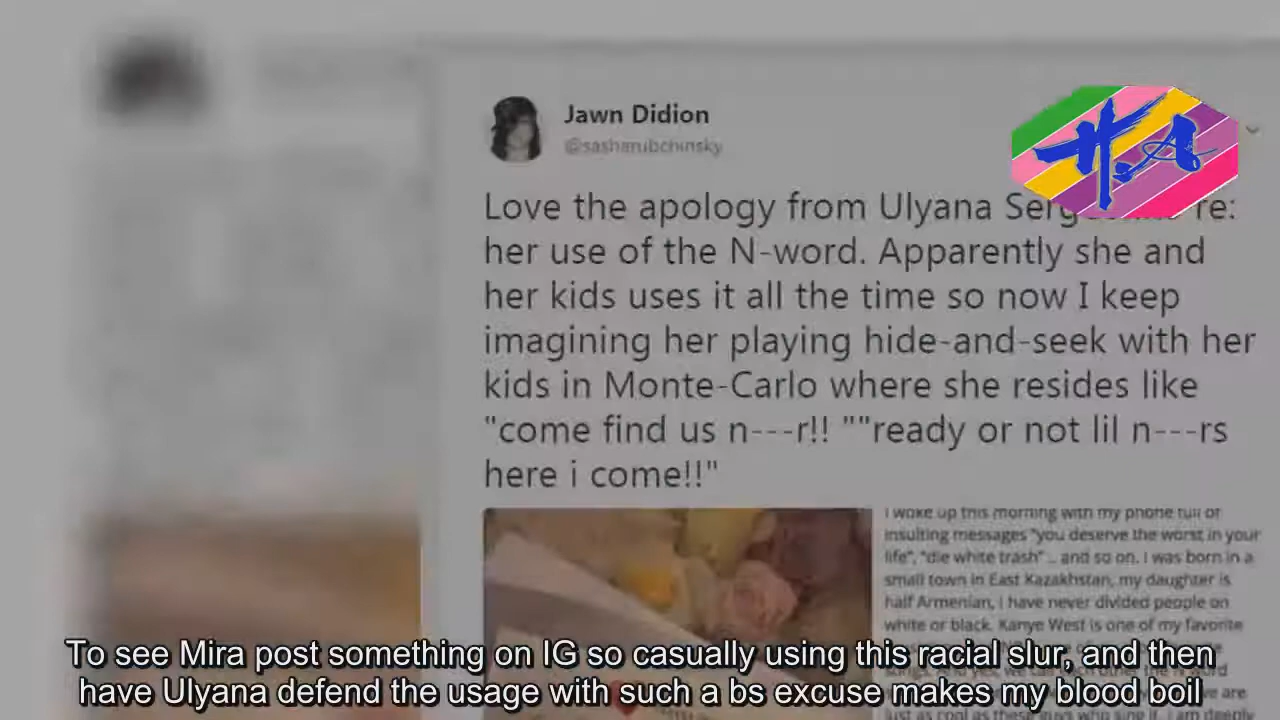 Jawn Didion
@sasharubchinsky
H.A
Love the apology from Ulyana re:
her use of the N-word. Apparently she and
her kids uses it all the time so now I keep
imagining her playing hide-and-seek with her
kids in Monte-Carlo where she resides like
"come find us n---r!! ""ready or not lil n---rs
here i come!!"
I woke up this morning with my phone full of
insulting messages "you deserve the worst in your
life", "die white trash" .. and so on. I was born in a
small town in East Kazakhstan, my daughter is
half Armenian, I have never divided people on
white or black. Kanye West is one of my favorite
To see Mira post something on IG so casually using this racial slur, and then
have Ulyana defend the usage with such a bs excuse makes my blood boil